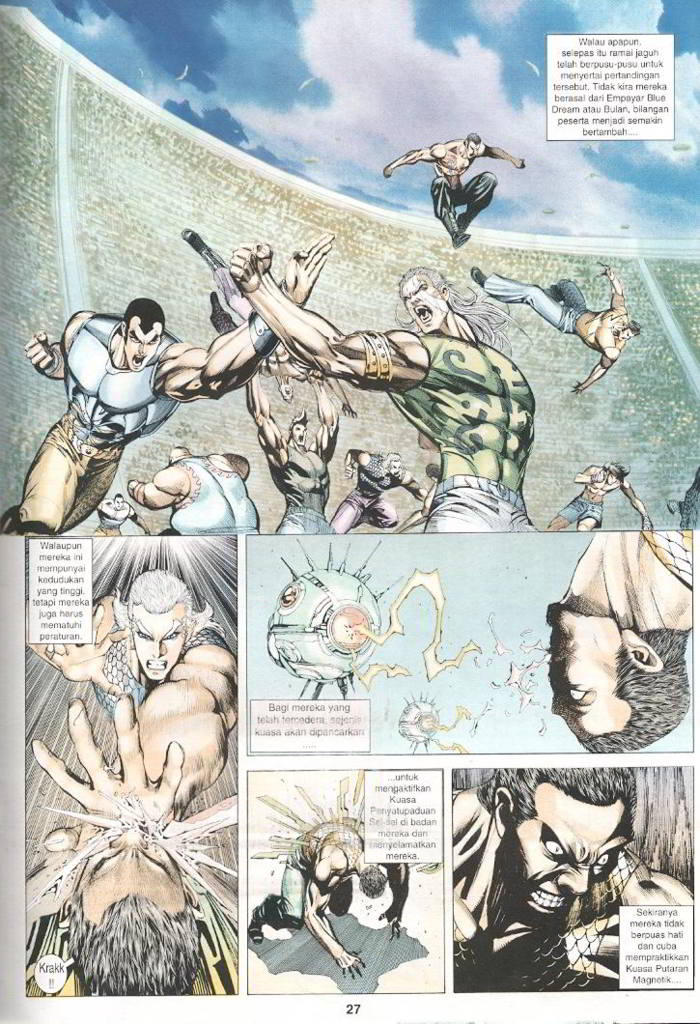 Walau apapun,
selepas itu ramai jaguh
telah berpusu-pusu untuk
menyertai pertandingan
tersebut. Tidak kira mereka
berasal dari Empayar Blue
Dream atau Bulan, bilangan
peserta menjadi semakin
bertambah....
Walaupun
mereka ini
mempunyai
kedudukan
yang tinggi,
tetapi mereka
juga harus
mematuhi
peraturan.
Krakk
!!
Bagi mereka yang
telah tercedera, sejenis
kuasa akan dipancarkan
.....
...untuk
mengaktifkan
Kuasa
Penyatupaduan
Sel-sel di badan
mereka dan
menyelamatkan
mereka.
Sekiranya
mereka tidak
berpuas hati
dan cuba
mempraktikkan
Kuasa Putaran
Magnetik....
27